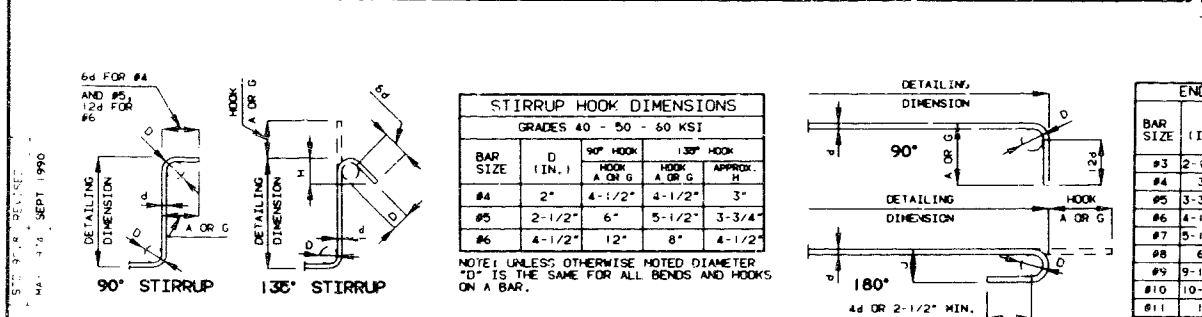 6d FOR #4
AND #5,
12d FOR
#6
D
DETAILING
DIMENSION
d
A OR G
D
90° STIRRUP
HOOK
A OR G
6d
H
DETAILING
DIMENSION
D
d
D
135° STIRRUP
STIRRUP HOOK DIMENSIONS
GRADES 40 - 50 - 60 KSI
BAR SIZE D (IN.) 90° HOOK 135° HOOK
HOOK A OR G HOOK A OR G APPROX. H
#4 2" 4-1/2" 4-1/2" 3"
#5 2-1/2" 6" 5-1/2" 3-3/4"
#6 4-1/2" 12" 8" 4-1/2"
NOTE: UNLESS OTHERWISE NOTED DIAMETER
"D" IS THE SAME FOR ALL BENDS AND HOOKS
ON A BAR.
DETAILING
DIMENSION
D
d
90°
A OR G
12d
DETAILING
DIMENSION
HOOK
A OR G
d
D
180°
4d OR 2-1/2" MIN.
BAR
SIZE
#3
#4
#5
#6
#7
#8
#9
#10
#11
REVISED
SEPT 1990